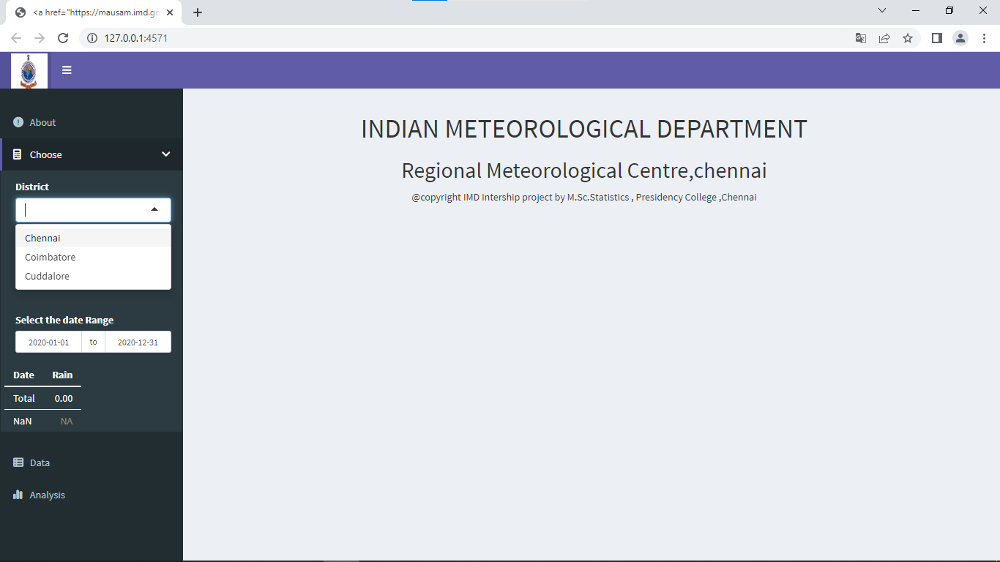 <a href="https://mausam.imd.go
127.0.0.1:4571
INDIAN METEOROLOGICAL DEPARTMENT
Regional Meteorological Centre,chennai
@copyright IMD Intership project by M.Sc.Statistics , Presidency College ,Chennai
About
Choose
District
Chennai
Coimbatore
Cuddalore
Select the date Range
2020-01-01 to 2020-12-31
Date Rain
Total 0.00
NaN NA
Data
Analysis